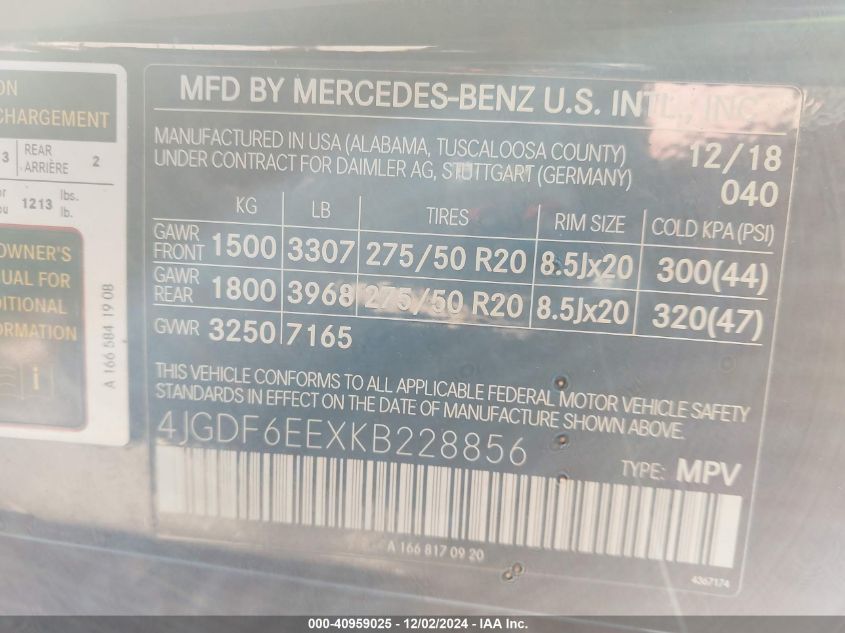 ON
CHARGEMENT
3 REAR ARRIÈRE 2
or
ou 1213 lbs.
lb.
OWNER'S
FOR
INFORMATION
A 166 584 19 08
MFD BY MERCEDES-BENZ U.S. INTL., INC
MANUFACTURED IN USA (ALABAMA, TUSCALOOSA COUNTY)
UNDER CONTRACT FOR DAIMLER AG, STUTTGART (GERMANY)
12/18
040
KG LB TIRES RIM SIZE COLD KPA (PSI)
GAWR FRONT 1500 3307 275/50 R20 8.5Jx20 300(44)
GAWR REAR 1800 3968 275/50 R20 8.5Jx20 320(47)
GVWR 3250 7165
THIS VEHICLE CONFORMS TO ALL APPLICABLE FEDERAL MOTOR VEHICLE SAFETY
STANDARDS IN EFFECT ON THE DATE OF MANUFACTURE SHOWN ABOVE.
4JGDF6EEXKB228856
TYPE: MPV
A 166 817 09 20
4367174
000-40959025 - 12/02/2024 - IAA Inc.